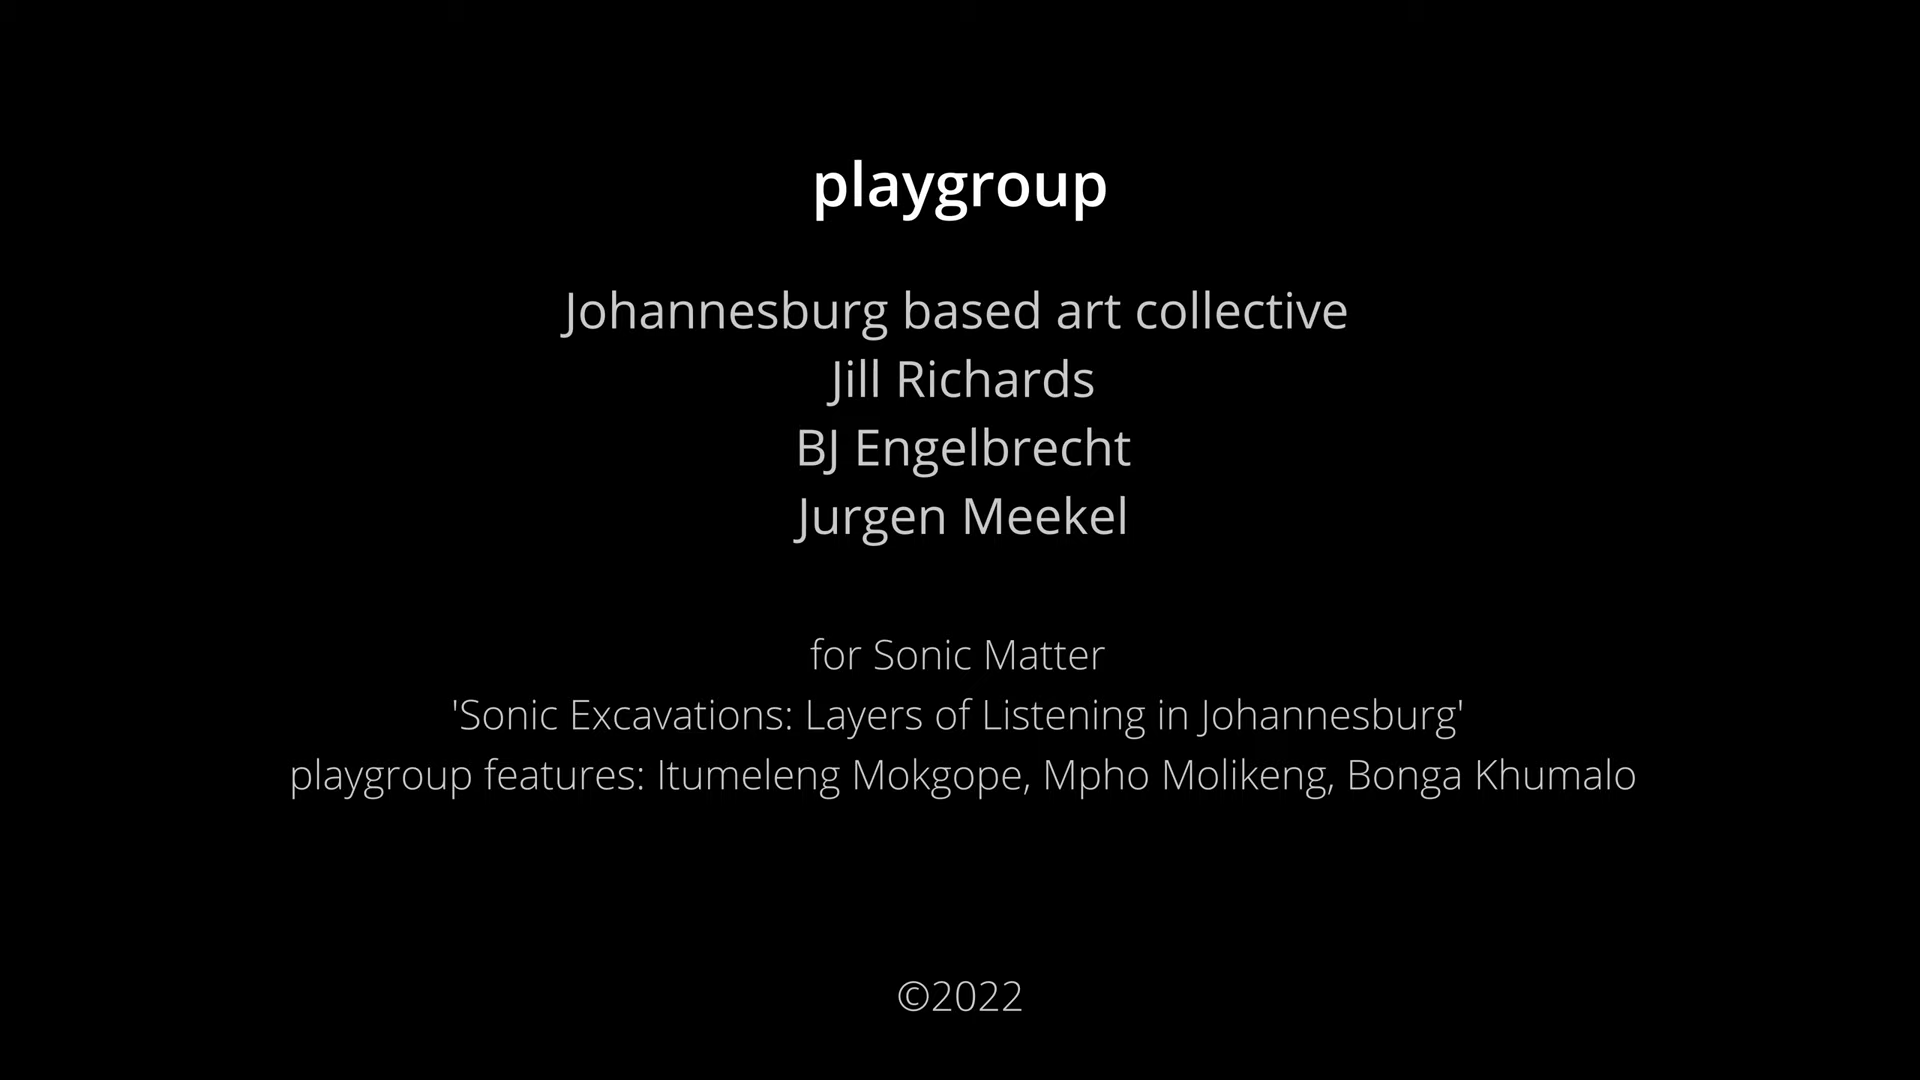 playgroup
Johannesburg based art collective
Jill Richards
BJ Engelbrecht
Jurgen Meekel
for Sonic Matter
'Sonic Excavations: Layers of Listening in Johannesburg'
playgroup features: Itumeleng Mokgope, Mpho Molikeng, Bonga Khumalo
©2022